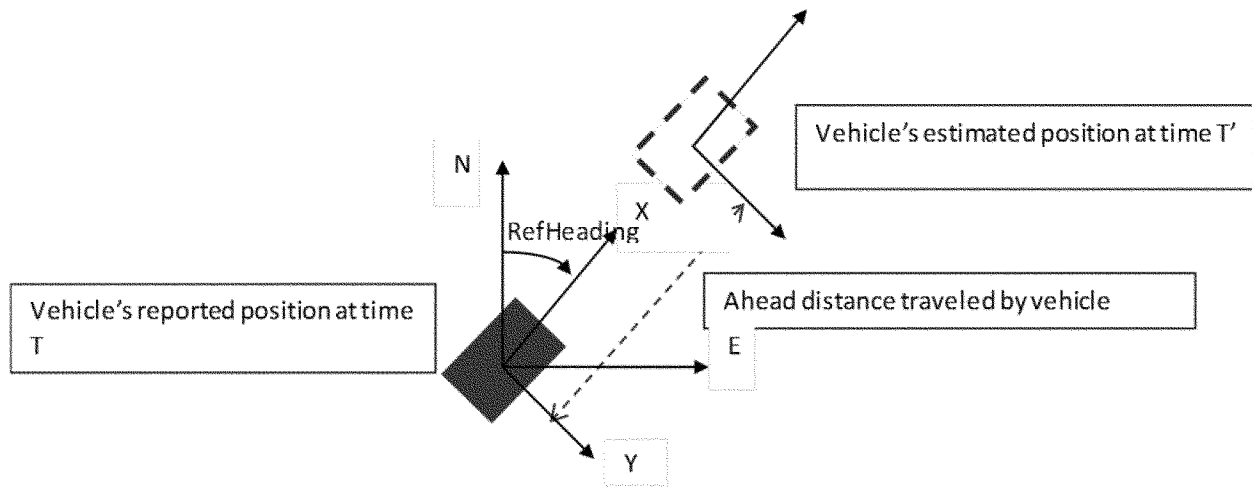 Vehicle's estimated position at time T'
N
X
RefHeading
Vehicle's reported position at time
T
Ahead distance traveled by vehicle
E
Y